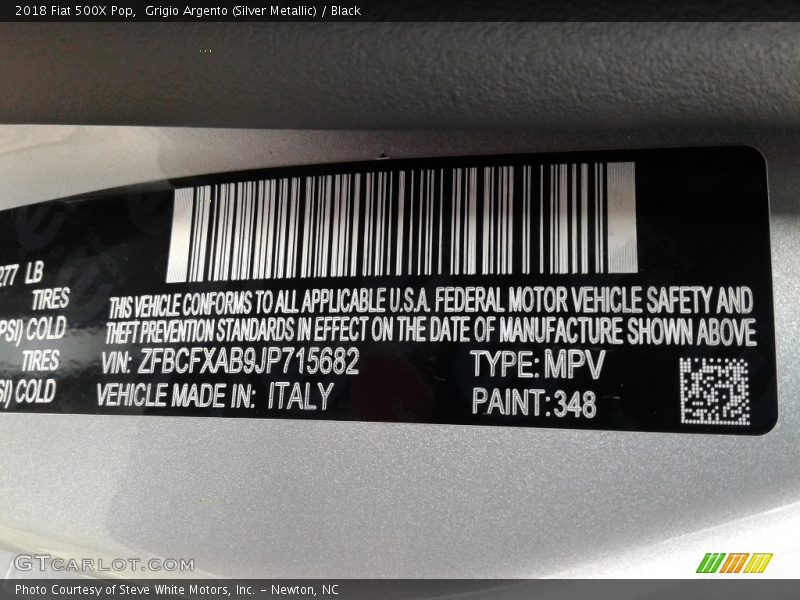 2018 Fiat 500X Pop,  Grigio Argento (Silver Metallic) / Black
277 LB
TIRES
PSI) COLD
TIRES
SI) COLD
THIS VEHICLE CONFORMS TO ALL APPLICABLE U.S.A. FEDERAL MOTOR VEHICLE SAFETY AND
THEFT PREVENTION STANDARDS IN EFFECT ON THE DATE OF MANUFACTURE SHOWN ABOVE
VIN: ZFBCFXAB9JP715682 TYPE: MPV
VEHICLE MADE IN: ITALY PAINT: 348
GTcarlot.com
Photo Courtesy of Steve White Motors, Inc. – Newton, NC